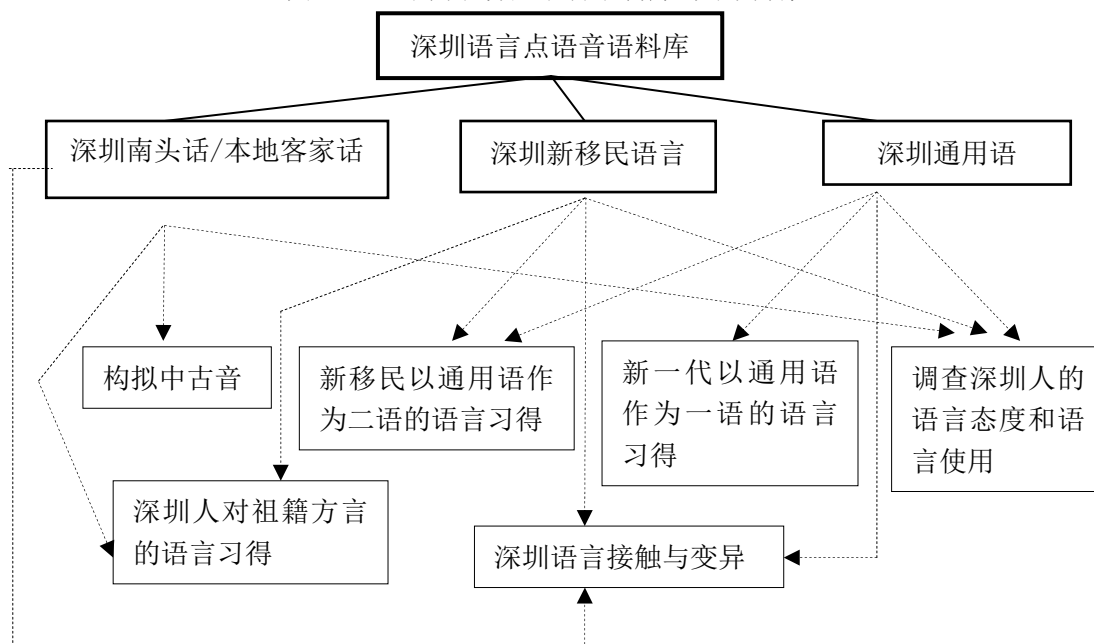 深圳语言点语音语料库
深圳南头话/本地客家话
深圳新移民语言
深圳通用语
构拟中古音
新移民以通用语作
为二语的语言习得
新一代以通用语
作为一语的语言
习得
调查深圳人的
语言态度和语
言使用
深圳人对祖籍方言
的语言习得
深圳语言接触与变异